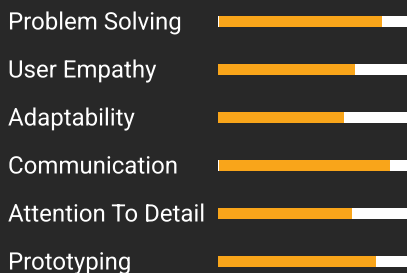 Problem Solving
User Empathy
Adaptability
Communication
Attention To Detail
Prototyping